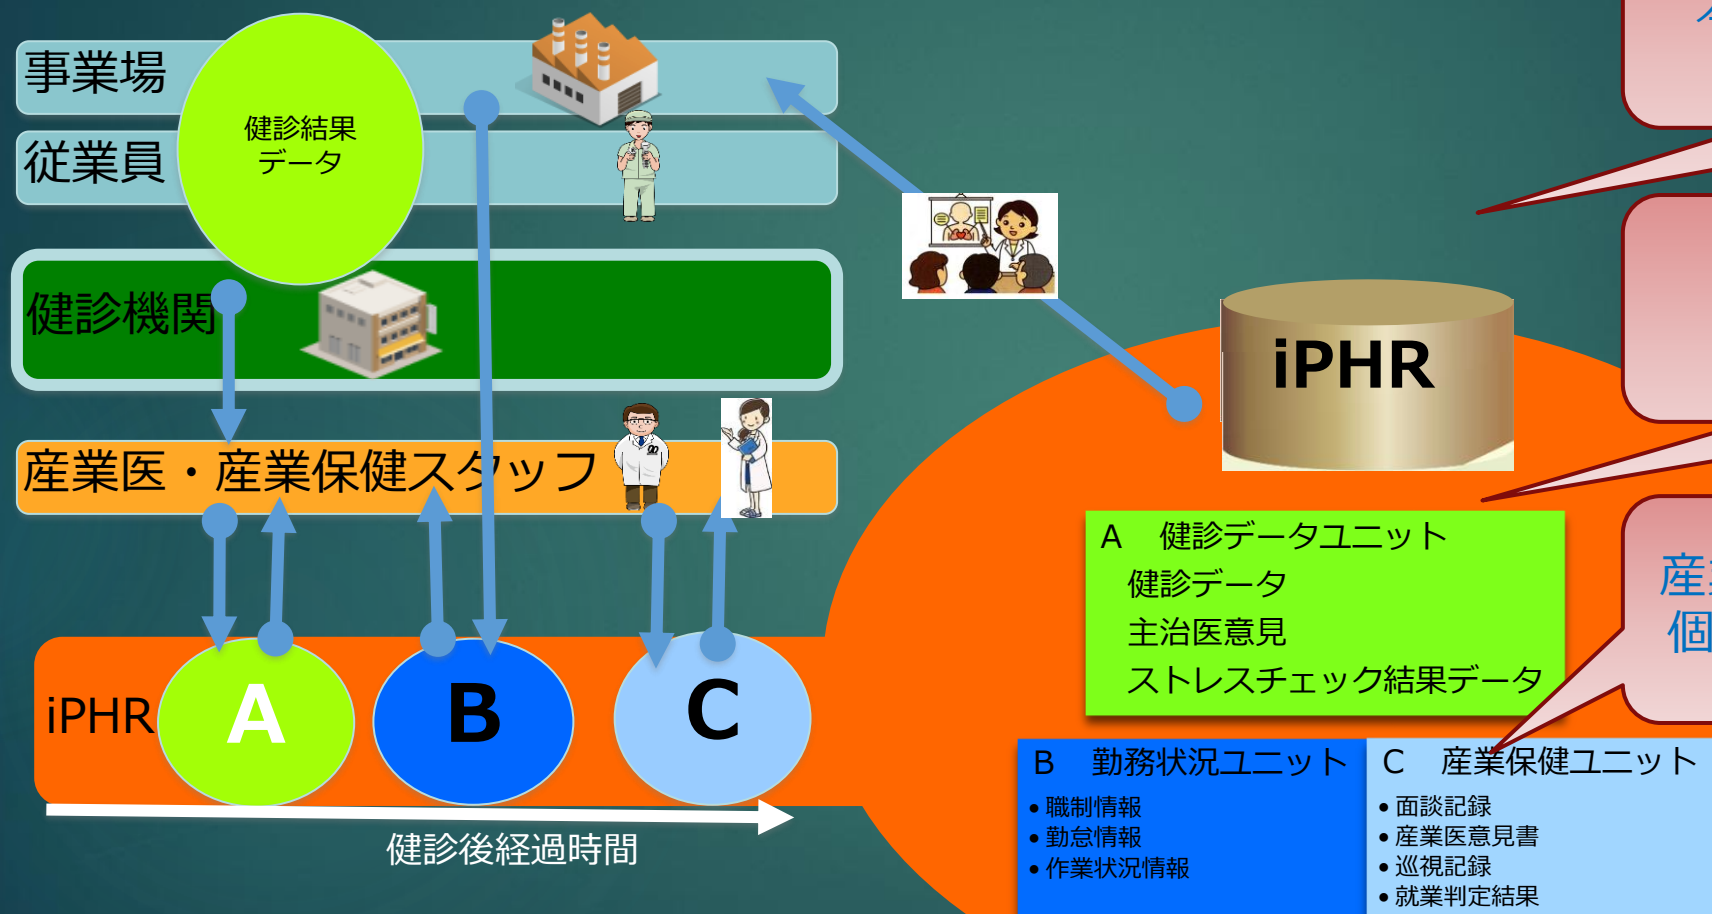 事業場
健診結果
データ
従業員
健診機関
産業医・産業保健スタッフ
iPHR
A
B
C
健診後経過時間
iPHR
A 健診データユニット
健診データ
主治医意見
ストレスチェック結果データ
B 勤務状況ユニット
•職制情報
•勤怠情報
•作業状況情報
C 産業保健ユニット
•面談記録
•産業医意見書
•巡視記録
•就業判定結果
産
個